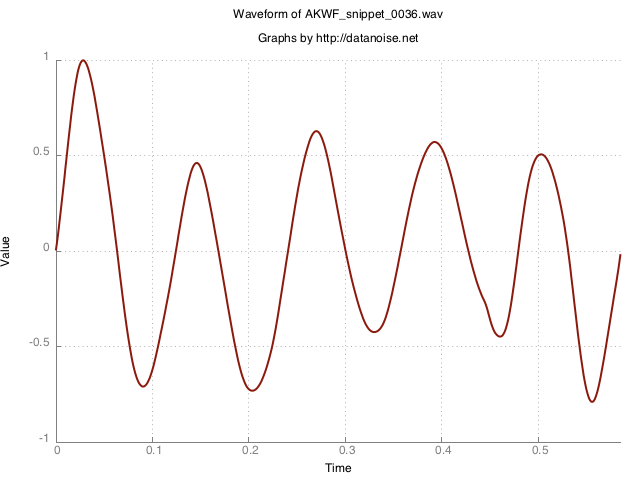 Waveform of AKWF_snippet_0036.wav
Graphs by http://datanoise.net
1
0.5
0
-0.5
-1
Value
0 0.1 0.2 0.3 0.4 0.5
Time